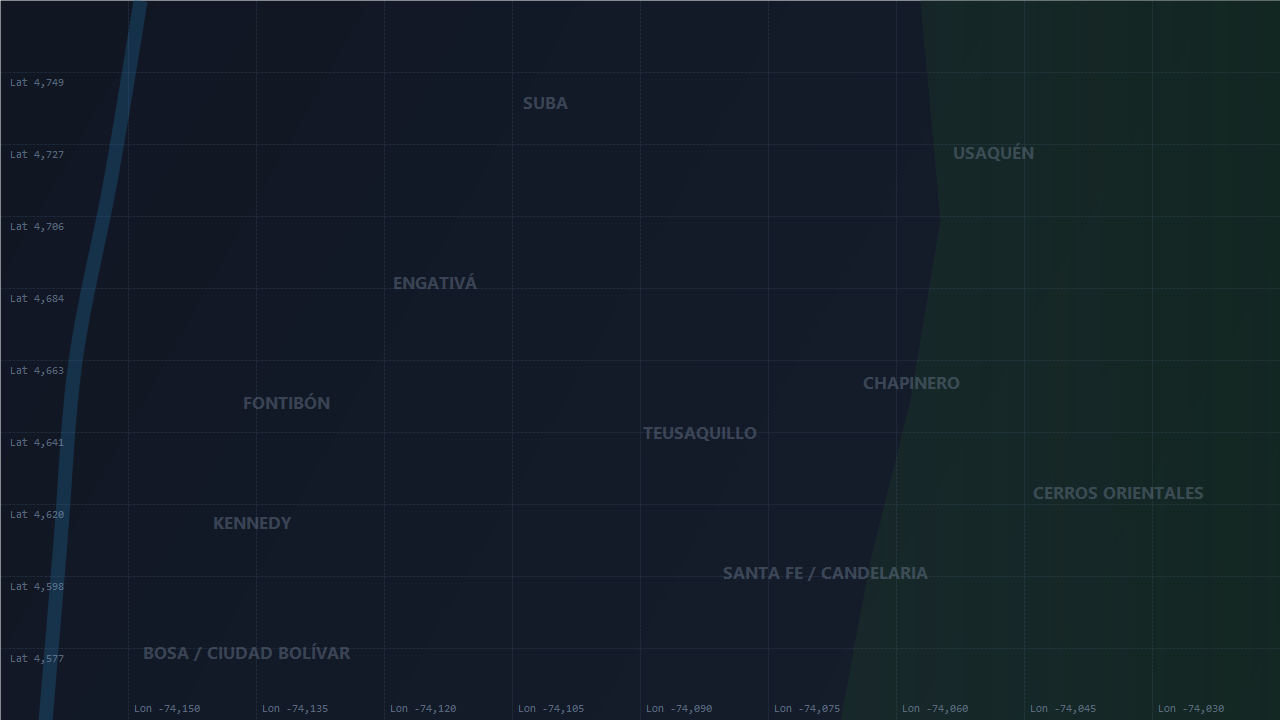 Lat 4,749
SUBA
Lat 4,727
USAQUÉN
Lat 4,706
ENGATIVÁ
Lat 4,684
Lat 4,663
CHAPINERO
FONTIBÓN
TEUSAQUILLO
Lat 4,641
CERROS ORIENTALES
Lat 4,620
KENNEDY
SANTA FE / CANDELARIA
Lat 4,598
BOSA / CIUDAD BOLÍVAR
Lat 4,577
Lon -74,150
Lon -74,135
Lon -74,120
Lon -74,105
Lon -74,090
Lon -74,075
Lon -74,060
Lon -74,045
Lon -74,030